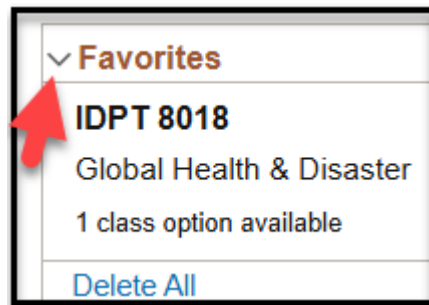 Favorites
IDPT 8018
Global Health & Disaster
1 class option available
Delete All